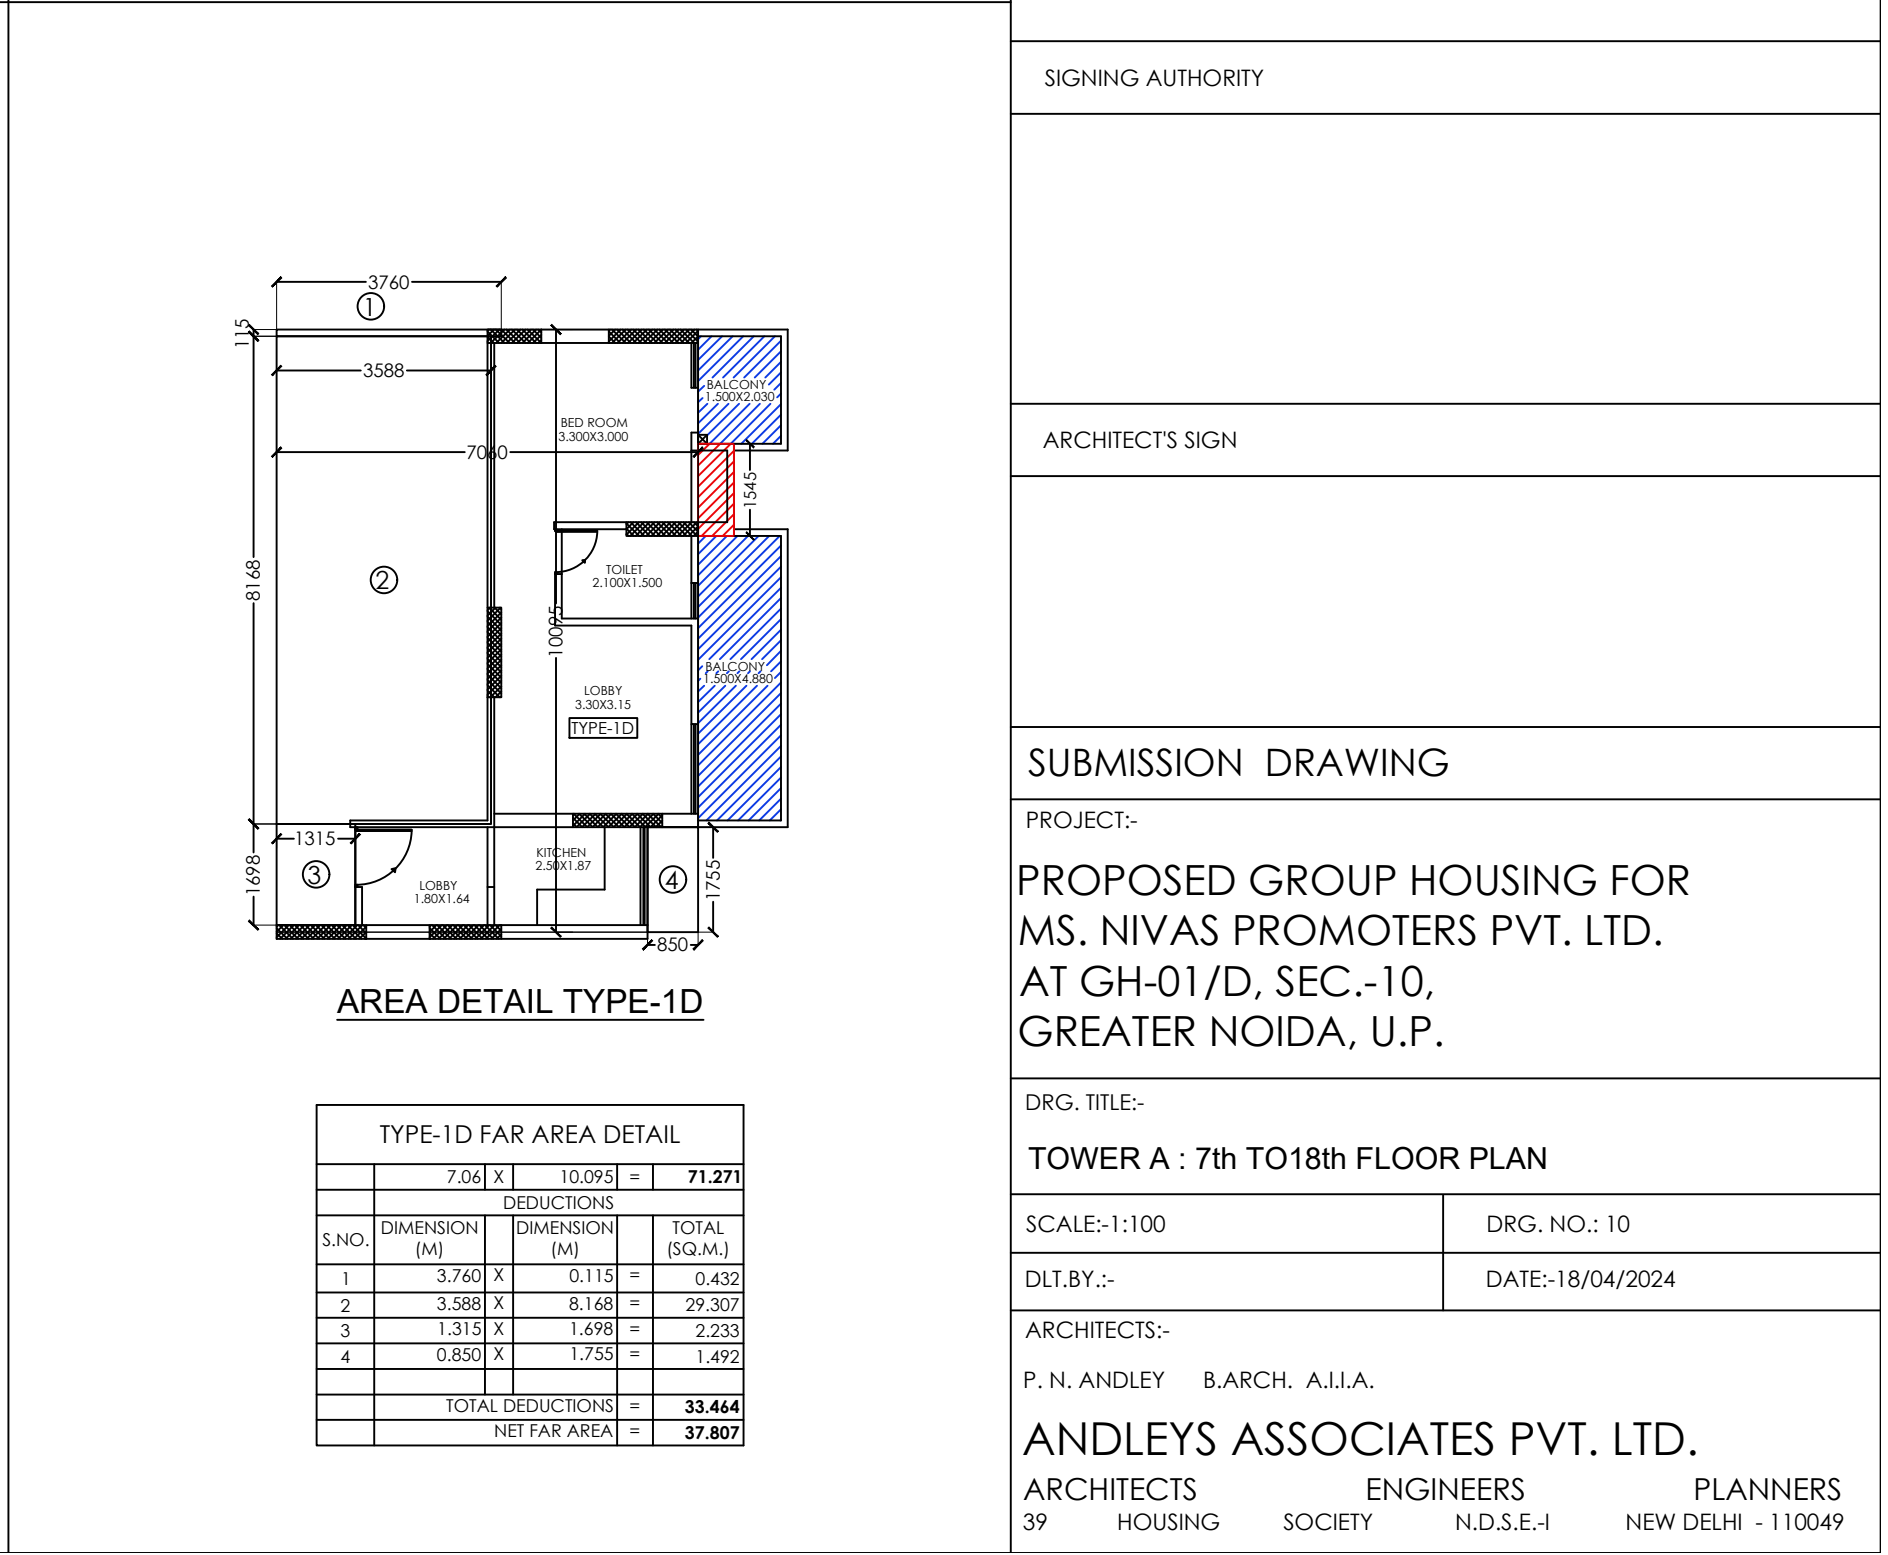 3760
1
115
3588
BALCONY
1.500X2.030
BED ROOM
3.300X3.000
7060
1545
8168
2
TOILET
2.100X1.500
10095
BALCONY
1.500X4.880
LOBBY
3.30X3.15
TYPE-1D
1315
1698
3
KITCHEN
2.50X1.87
LOBBY
1.80X1.64
4
1755
850
AREA DETAIL TYPE-1D
TYPE-1D FAR AREA DETAIL
7.06 X 10.095 = 71.271
DEDUCTIONS
S.NO. DIMENSION (M) DIMENSION (M) TOTAL (SQ.M.)
1 3.760 X 0.115 = 0.432
2 3.588 X 8.168 = 29.307
3 1.315 X 1.698 = 2.233
4 0.850 X 1.755 = 1.492
TOTAL DEDUCTIONS = 33.464
NET FAR AREA = 37.807
SIGNING AUTHORITY
ARCHITECT'S SIGN
SUBMISSION DRAWING
PROJECT:-
PROPOSED GROUP HOUSING FOR
MS. NIVAS PROMOTERS PVT. LTD.
AT GH-01/D, SEC.-10,
GREATER NOIDA, U.P.
DRG. TITLE:-
TOWER A : 7th TO18th FLOOR PLAN
SCALE:-1:100 DRG. NO.: 10
DLT.BY.:- DATE:-18/04/2024
ARCHITECTS:-
P. N. ANDLEY B.ARCH. A.I.I.A.
ANDLEYS ASSOCIATES PVT. LTD.
ARCHITECTS ENGINEERS PLANNERS
39 HOUSING SOCIETY N.D.S.E.-I NEW DELHI - 110049